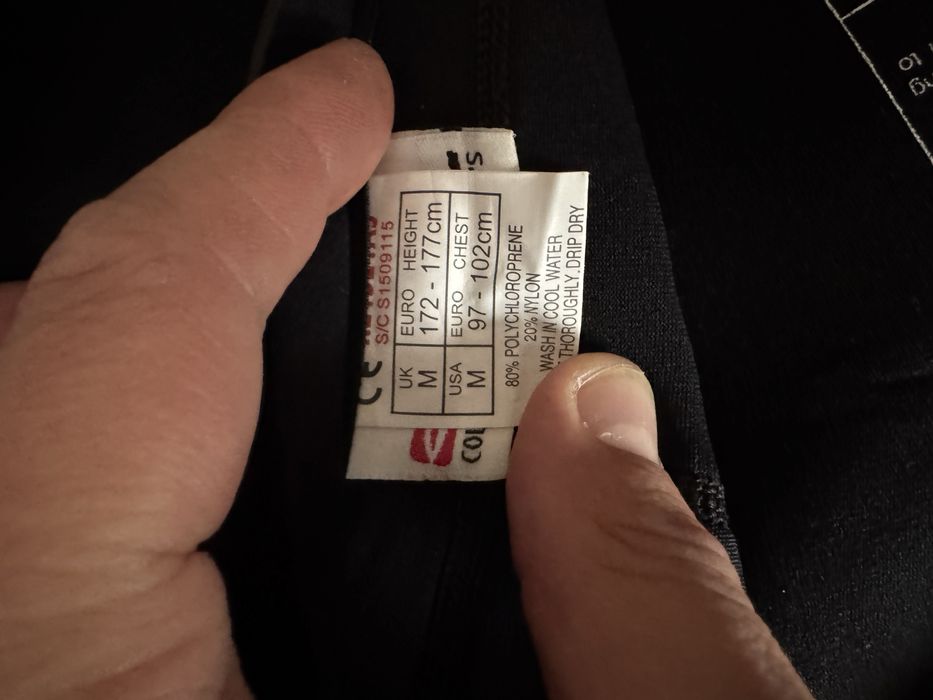 S/C S1509115
UK
M
EURO HEIGHT
172 - 177cm
USA
M
EURO CHEST
97 - 102cm
80% POLYCHLOROPRENE
20% NYLON
WASH IN COOL WATER
THOROUGHLY. DRIP DRY